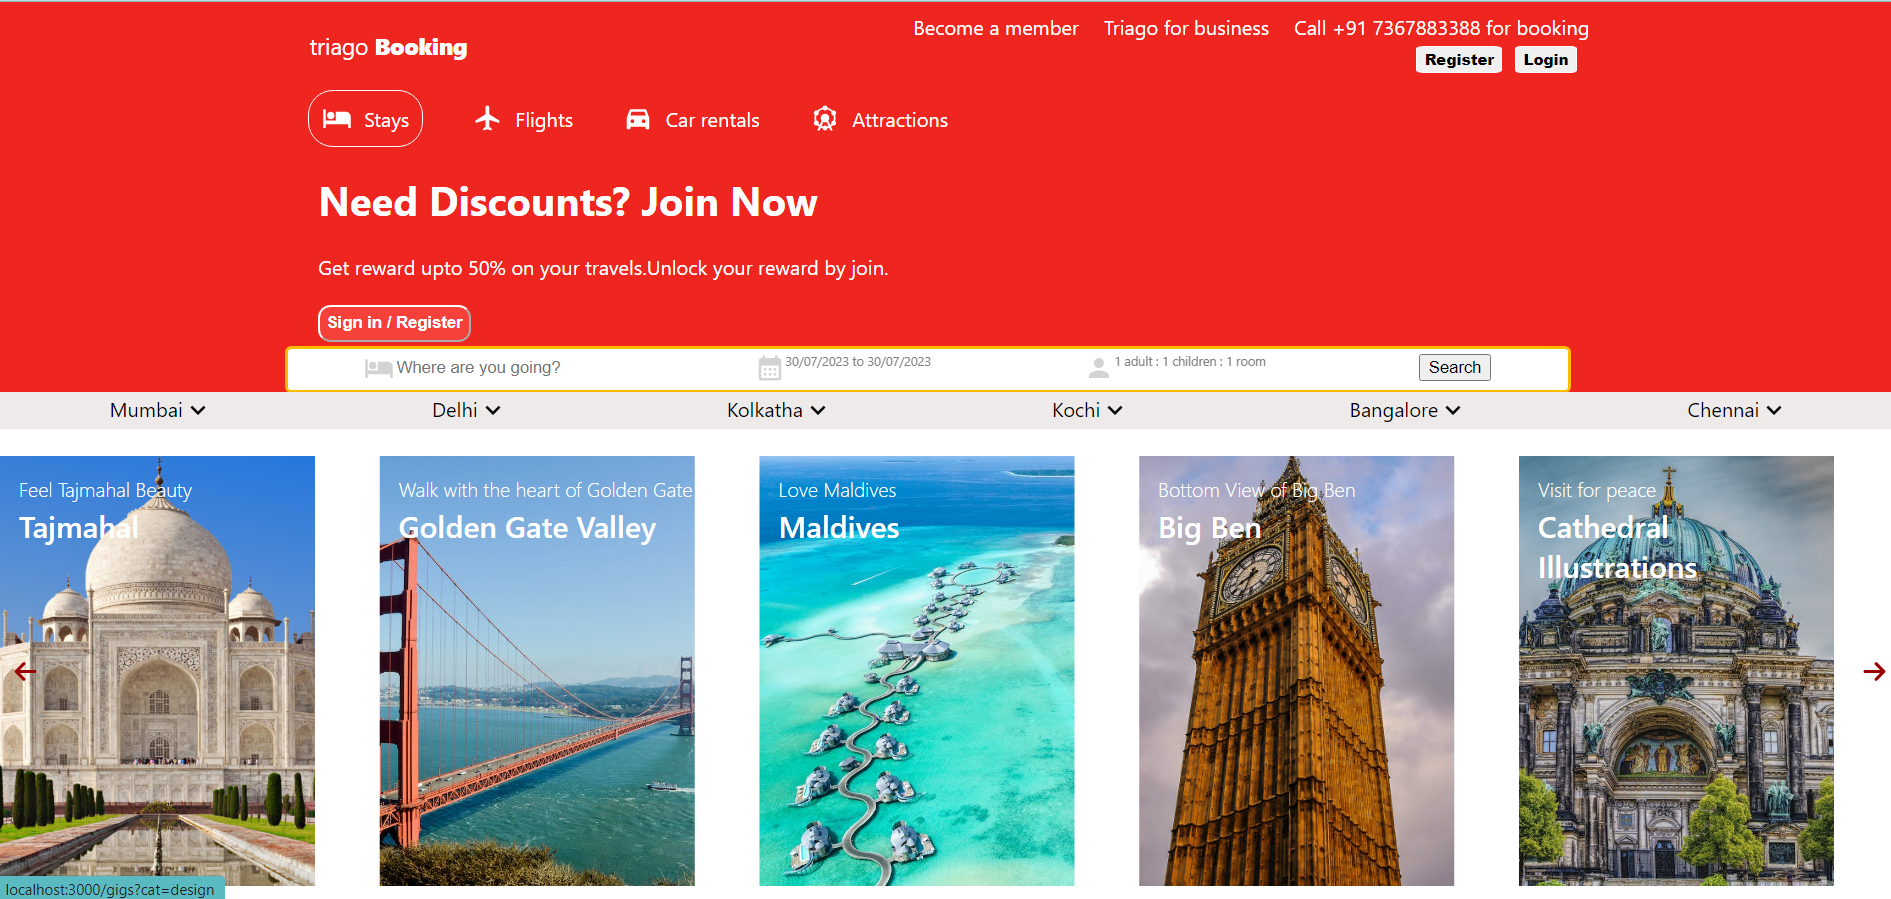 Become a member Triago for business Call +91 7367883388 for booking
triago Booking
Register Login
Stays Flights Car rentals Attractions
Need Discounts? Join Now
Get reward upto 50% on your travels.Unlock your reward by join.
Sign in / Register
Where are you going? 30/07/2023 to 30/07/2023 1 adult : 1 children : 1 room Search
Mumbai Delhi Kolkatha Kochi Bangalore Chennai
Feel Tajmahal Beauty
Tajmahal
Walk with the heart of Golden Gate
Golden Gate Valley
Love Maldives
Maldives
Bottom View of Big Ben
Big Ben
Visit for peace
Cathedral
Illustrations
localhost:3000/gigs?cat=design